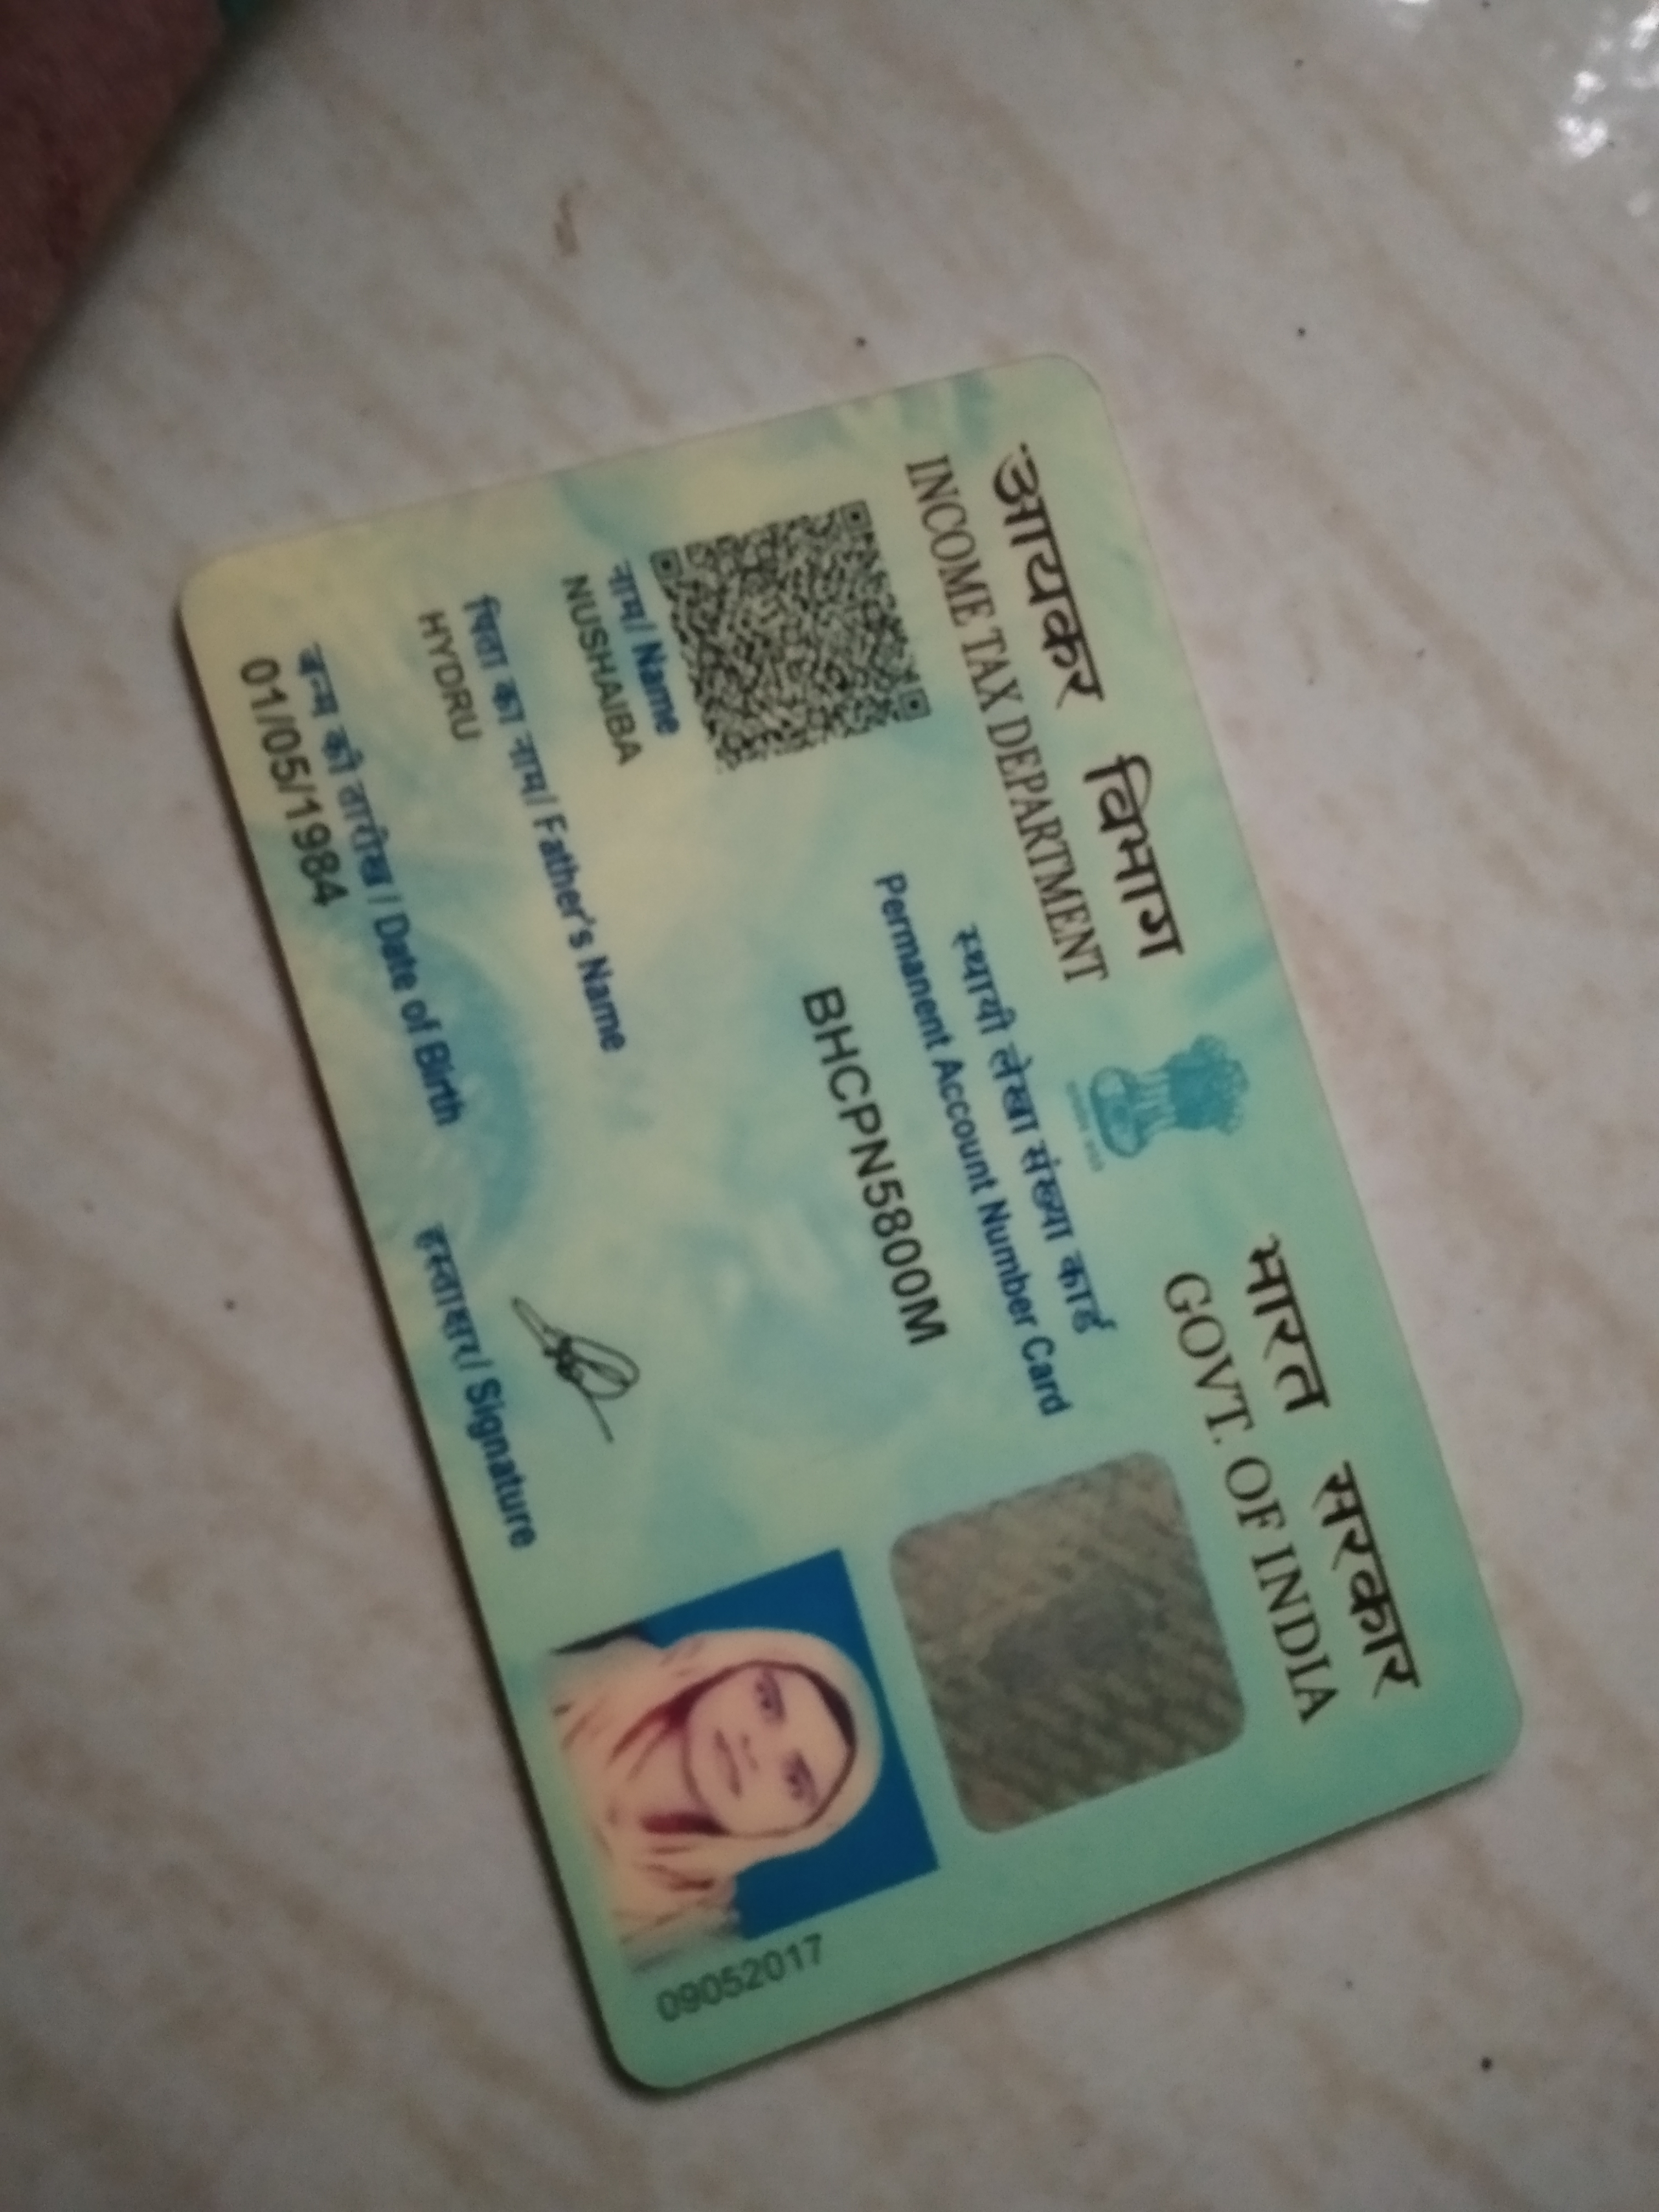 आयकर विभाग
INCOME TAX DEPARTMENT
भारत सरकार
GOVT. OF INDIA
स्थायी लेखा संख्या कार्ड
Permanent Account Number Card
BHCPN5800M
नाम / Name
NUSHAIBA
पिता का नाम / Father's Name
HYDRU
जन्म की तारीख / Date of Birth
01/05/1984
हस्ताक्षर / Signature
09052017